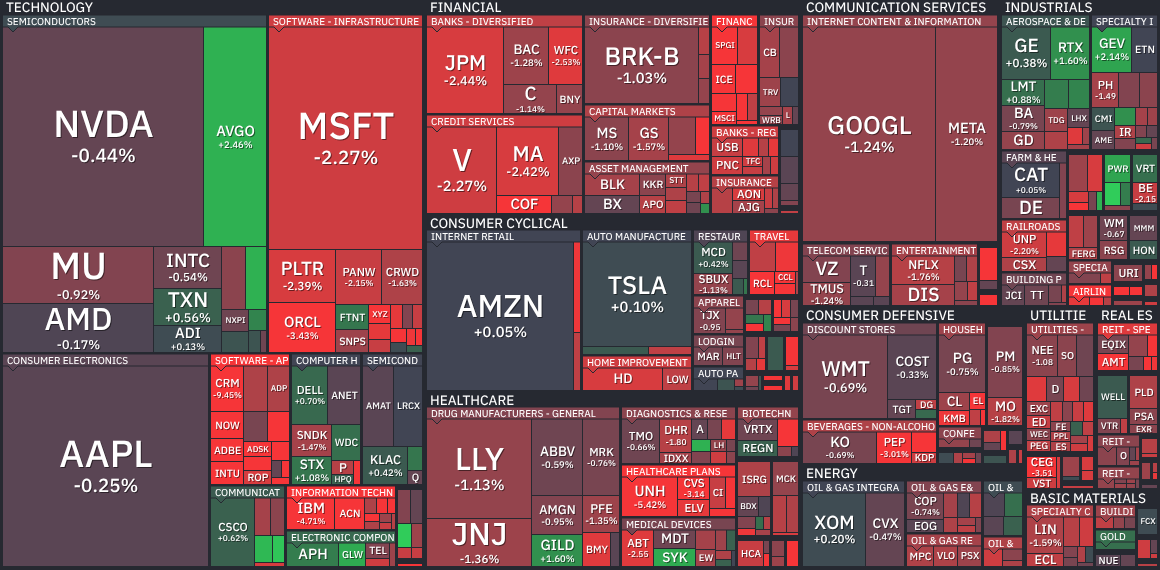 TECHNOLOGY
SEMICONDUCTORS
NVDA
-0.44%
AVGO
+2.46%
MU
-0.92%
AMD
-0.17%
INTC
-0.54%
TXN
+0.56%
ADI
+0.13%
NXPI
SOFTWARE - INFRASTRUCTURE
MSFT
-2.27%
PLTR
-2.39%
PANW
-2.15%
CRWD
-1.63%
ORCL
-3.43%
FTNT
XYZ
SNPS
CONSUMER ELECTRONICS
AAPL
-0.25%
SOFTWARE - AP
CRM
-9.45%
ADP
NOW
ADBE
ADSK
INTU
ROP
COMPUTER H
DELL
+0.70%
ANET
SNDK
-1.47%
WDC
STX
+1.08%
P
HPQ
SEMICOND
AMAT
LRCX
KLAC
+0.42%
Q
COMMUNICAT
CSCO
+0.62%
INFORMATION TECHN
IBM
-4.71%
ACN
ELECTRONIC COMPON
APH
GLW
TEL
FINANCIAL
BANKS - DIVERSIFIED
JPM
-2.44%
BAC
-1.28%
WFC
-2.53%
C
-1.14%
BNY
CREDIT SERVICES
V
-2.27%
MA
-2.42%
AXP
COF
INSURANCE - DIVERSIFIE
BRK-B
-1.03%
CAPITAL MARKETS
MS
-1.10%
GS
-1.57%
ASSET MANAGEMENT
BLK
KKR
STT
BX
APO
FINANC
SPGI
ICE
MSCI
INSUR
CB
TRV
WRB
L
BANKS - REG
USB
PNC
TFC
INSURANCE
AON
AJG
CONSUMER CYCLICAL
INTERNET RETAIL
AMZN
+0.05%
AUTO MANUFACTURE
TSLA
+0.10%
HOME IMPROVEMENT
HD
LOW
RESTAUR
MCD
+0.42%
SBUX
-1.13%
TRAVEL
RCL
CCL
APPAREL
TJX
-0.95
LODGIN
MAR
HLT
AUTO PA
HEALTHCARE
DRUG MANUFACTURERS - GENERAL
LLY
-1.13%
JNJ
-1.36%
ABBV
-0.59%
MRK
-0.76%
AMGN
-0.95%
PFE
-1.35%
GILD
+1.60%
BMY
DIAGNOSTICS & RESE
TMO
-0.66%
DHR
-1.80
A
LH
IDXX
HEALTHCARE PLANS
UNH
-5.42%
CVS
-3.14
CI
ELV
MEDICAL DEVICES
ABT
-2.55
MDT
SYK
EW
BIOTECHN
VRTX
REGN
ISRG
MCK
BDX
HCA
COMMUNICATION SERVICES
INTERNET CONTENT & INFORMATION
GOOGL
-1.24%
META
-1.20%
TELECOM SERVIC
VZ
T
-0.31
TMUS
-1.24%
ENTERTAINMENT
NFLX
-1.76%
DIS
INDUSTRIALS
AEROSPACE & DE
GE
+0.38%
RTX
+1.60%
LMT
+0.88%
BA
-0.79%
TDG
LHX
GD
SPECIALTY I
GEV
+2.14%
ETN
PH
-1.49
CMI
IR
AME
FARM & HE
CAT
+0.05%
DE
PWR
VRT
BE
-2.15
RAILROADS
UNP
-2.20%
CSX
FERG
WM
-0.67
MMM
RSG
HON
BUILDING P
JCI
TT
SPECIA
URI
AIRLIN
CONSUMER DEFENSIVE
DISCOUNT STORES
WMT
-0.69%
COST
-0.33%
TGT
DG
HOUSEH
PG
-0.75%
CL
EL
KMB
PM
-0.85%
MO
-1.82%
BEVERAGES - NON-ALCOHO
KO
-0.69%
PEP
-3.01%
KDP
CONFE
ENERGY
OIL & GAS INTEGRA
XOM
+0.20%
CVX
-0.47%
OIL & GAS E&
COP
-0.74%
EOG
OIL & GAS RE
MPC
VLO
PSX
OIL &
OIL &
UTILITIE
UTILITIES -
NEE
-1.08
SO
D
EXC
ED
FE
WEC
PPL
PEG
ES
CEG
-3.51
VST
REAL ES
REIT - SPE
EQIX
AMT
WELL
PLD
VTR
PSA
EXR
REIT -
O
REIT -
BASIC MATERIALS
SPECIALTY C
LIN
-1.59%
ECL
BUILDI
GOLD
NUE
FCX